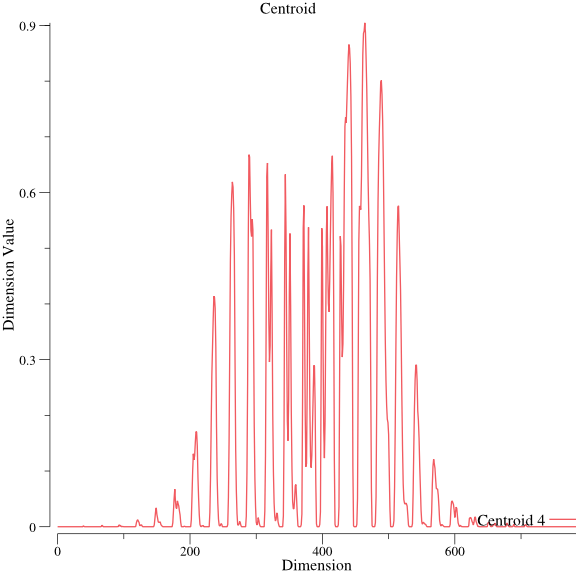 Centroid
0.9
0.6
Dimension Value
0.3
0
Centroid 4
0 200 400 600
Dimension